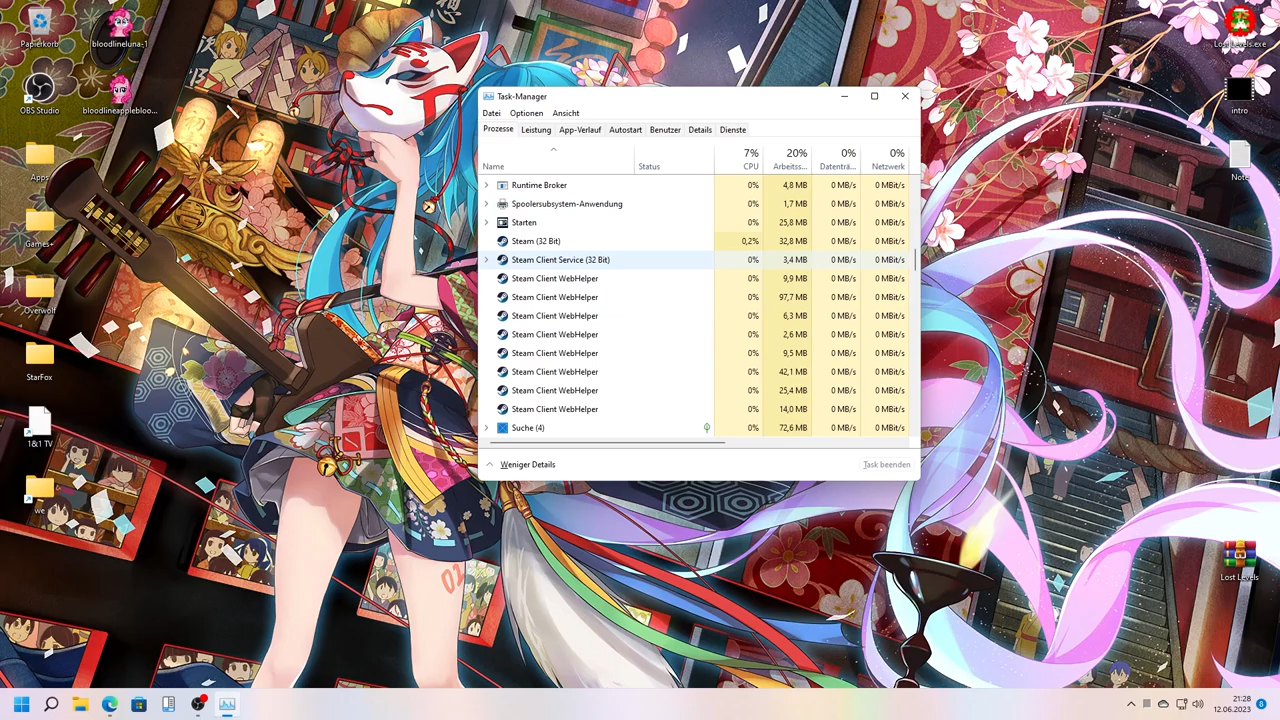 Papierkorb
bloodlineluna-1
OBS Studio
bloodlineapplebloo...
Apps
Games+
Overwolf
StarFox
1&1 TV
we
Lost Levels.exe
intro
Note
Lost Levels
Task-Manager
Datei Optionen Ansicht
Prozesse Leistung App-Verlauf Autostart Benutzer Details Dienste
7% 20% 0% 0%
Name Status CPU Arbeitss... Datenträ... Netzwerk
Runtime Broker 0% 4,8 MB 0 MB/s 0 MBit/s
Spoolersubsystem-Anwendung 0% 1,7 MB 0 MB/s 0 MBit/s
Starten 0% 25,8 MB 0 MB/s 0 MBit/s
Steam (32 Bit) 0,2% 32,8 MB 0 MB/s 0 MBit/s
Steam Client Service (32 Bit) 0% 3,4 MB 0 MB/s 0 MBit/s
Steam Client WebHelper 0% 9,9 MB 0 MB/s 0 MBit/s
Steam Client WebHelper 0% 97,7 MB 0 MB/s 0 MBit/s
Steam Client WebHelper 0% 6,3 MB 0 MB/s 0 MBit/s
Steam Client WebHelper 0% 2,6 MB 0 MB/s 0 MBit/s
Steam Client WebHelper 0% 9,5 MB 0 MB/s 0 MBit/s
Steam Client WebHelper 0% 42,1 MB 0 MB/s 0 MBit/s
Steam Client WebHelper 0% 25,4 MB 0 MB/s 0 MBit/s
Steam Client WebHelper 0% 14,0 MB 0 MB/s 0 MBit/s
Suche (4) 0% 72,6 MB 0 MB/s 0 MBit/s
Weniger Details Task beenden
01
21:28
12.06.2023
8